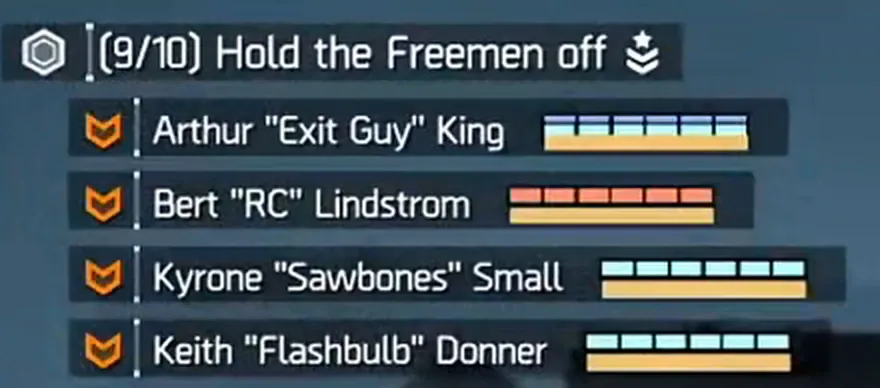 (9/10) Hold the Freemen off
Arthur "Exit Guy" King
Bert "RC" Lindstrom
Kyrone "Sawbones" Small
Keith "Flashbulb" Donner